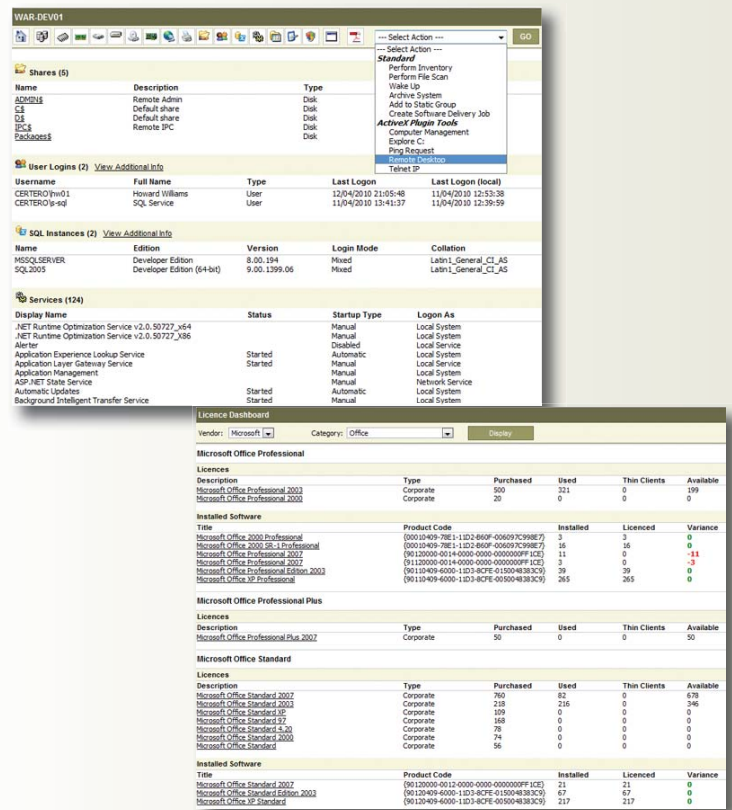 WAR-DEV01
--- Select Action ---
GO
--- Select Action ---
Standard
Perform Inventory
Perform File Scan
Wake Up
Archive System
Add to Static Group
Create Software Delivery Job
ActiveX Plugin Tools
Computer Management
Explore C:
Ping Request
Remote Desktop
Telnet IP
Shares (5)
Name Description Type
ADMIN$ Remote Admin Disk
C$ Default share Disk
D$ Default share Disk
IPC$ Remote IPC Disk
Packages$ Disk
User Logins (2) View Additional Info
Username Full Name Type Last Logon Last Logon (local)
CERTERO\hw01 Howard Williams User 12/04/2010 21:05:48 11/04/2010 12:53:38
CERTERO\s-sql SQL Service User 11/04/2010 13:41:37 11/04/2010 12:39:59
SQL Instances (2) View Additional Info
Name Edition Version Login Mode Collation
MSSQLSERVER Developer Edition 8.00.194 Mixed Latin1_General_CI_AS
SQL2005 Developer Edition (64-bit) 9.00.1399.06 Mixed Latin1_General_CI_AS
Services (124)
Display Name Status Startup Type Logon As
.NET Runtime Optimization Service v2.0.50727_x64 Manual Local System
.NET Runtime Optimization Service v2.0.50727_X86 Manual Local System
Alerter Disabled Local Service
Application Experience Lookup Service Started Automatic Local System
Application Layer Gateway Service Started Manual Local Service
Application Management Manual Local System
ASP.NET State Service Manual Network Service
Automatic Updates Started Automatic Local System
Background Intelligent Transfer Service Started Manual Local System
Licence Dashboard
Vendor: Microsoft Category: Office Display
Microsoft Office Professional
Licences
Description Type Purchased Used Thin Clients Available
Microsoft Office Professional 2003 Corporate 500 321 0 199
Microsoft Office Professional 2000 Corporate 20 0 0 0
Installed Software
Title Product Code Installed Licenced Variance
Microsoft Office 2000 Professional {00010409-78E1-11D2-B60F-006097C998E7} 3 3 0
Microsoft Office 2000 SR-1 Professional {00010409-78E1-11D2-B60F-006097C998E7} 16 16 0
Microsoft Office Professional 2007 {90120000-0014-0000-0000-0000000FF1CE} 11 0 -11
Microsoft Office Professional 2007 {91120000-0014-0000-0000-0000000FF1CE} 3 0 -3
Microsoft Office Professional Edition 2003 {90110409-6000-11D3-8CFE-0150048383C9} 39 39 0
Microsoft Office XP Professional {90110409-6000-11D3-8CFE-0050048383C9} 265 265 0
Microsoft Office Professional Plus
Licences
Description Type Purchased Used Thin Clients Available
Microsoft Office Professional Plus 2007 Corporate 50 0 0 50
Microsoft Office Standard
Licences
Description Type Purchased Used Thin Clients Available
Microsoft Office Standard 2007 Corporate 760 82 0 678
Microsoft Office Standard 2003 Corporate 218 216 0 346
Microsoft Office Standard XP Corporate 109 0 0 0
Microsoft Office Standard 97 Corporate 168 0 0 0
Microsoft Office Standard 4.20 Corporate 78 0 0 0
Microsoft Office Standard 2000 Corporate 74 0 0 0
Microsoft Office Standard Corporate 56 0 0 0
Installed Software
Title Product Code Installed Licenced Variance
Microsoft Office Standard 2007 {90120000-0012-0000-0000-0000000FF1CE} 21 21 0
Microsoft Office Standard Edition 2003 {90120409-6000-11D3-8CFE-0150048383C9} 67 67 0
Microsoft Office XP Standard {90120409-6000-11D3-8CFE-0050048383C9} 217 217 0